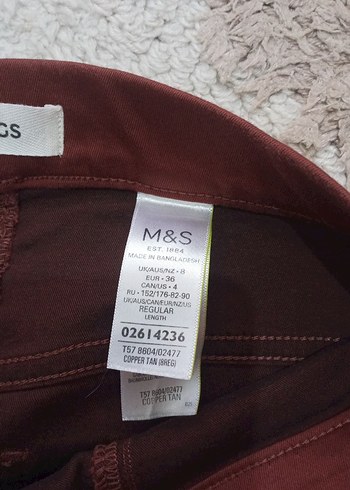 GS
M&S
EST. 1884
MADE IN BANGLADESH
UK/AUS/NZ • 8
EUR • 36
CAN/US • 4
RU • 152/176-82-90
UK/AUS/CAN/EUR/NZ/US
REGULAR
LENGTH
02614236
T57 8604/02477
COPPER TAN (8REG)
T57 8604/02477
COPPER TAN